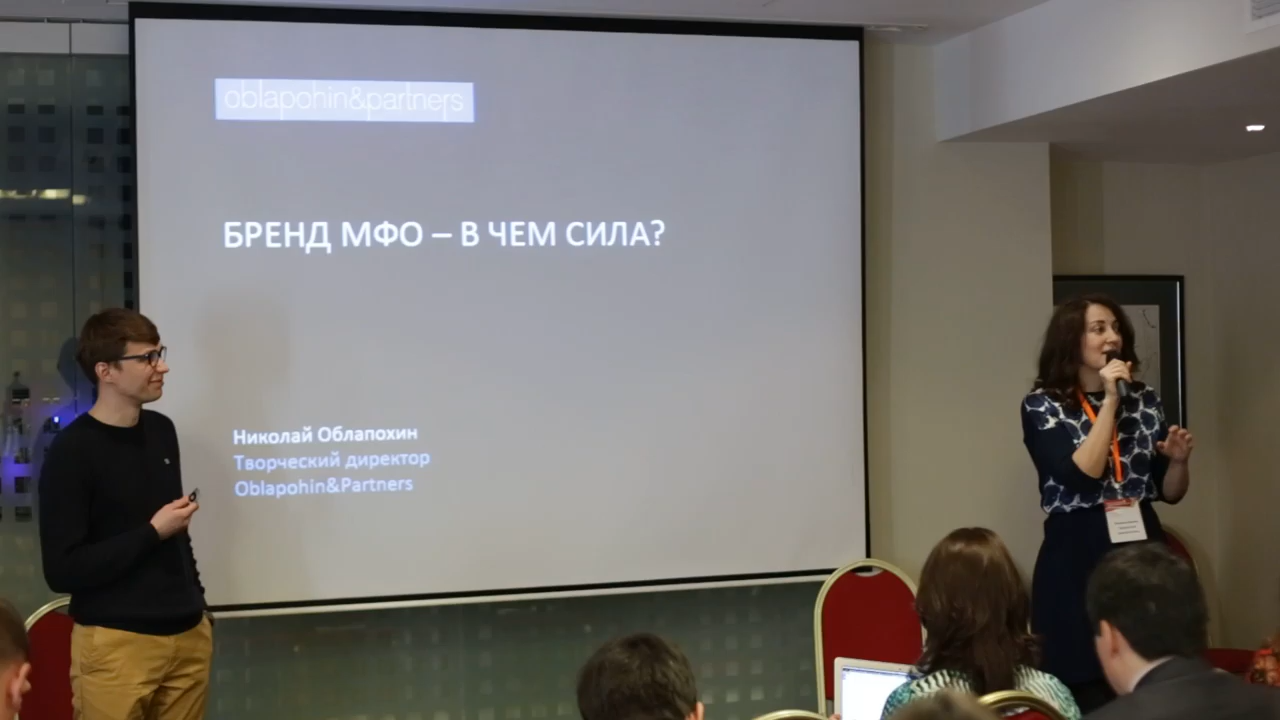 oblapohin&partners
БРЕНД МФО – В ЧЕМ СИЛА?
Николай Облапохин
Творческий директор
Oblapohin&Partners